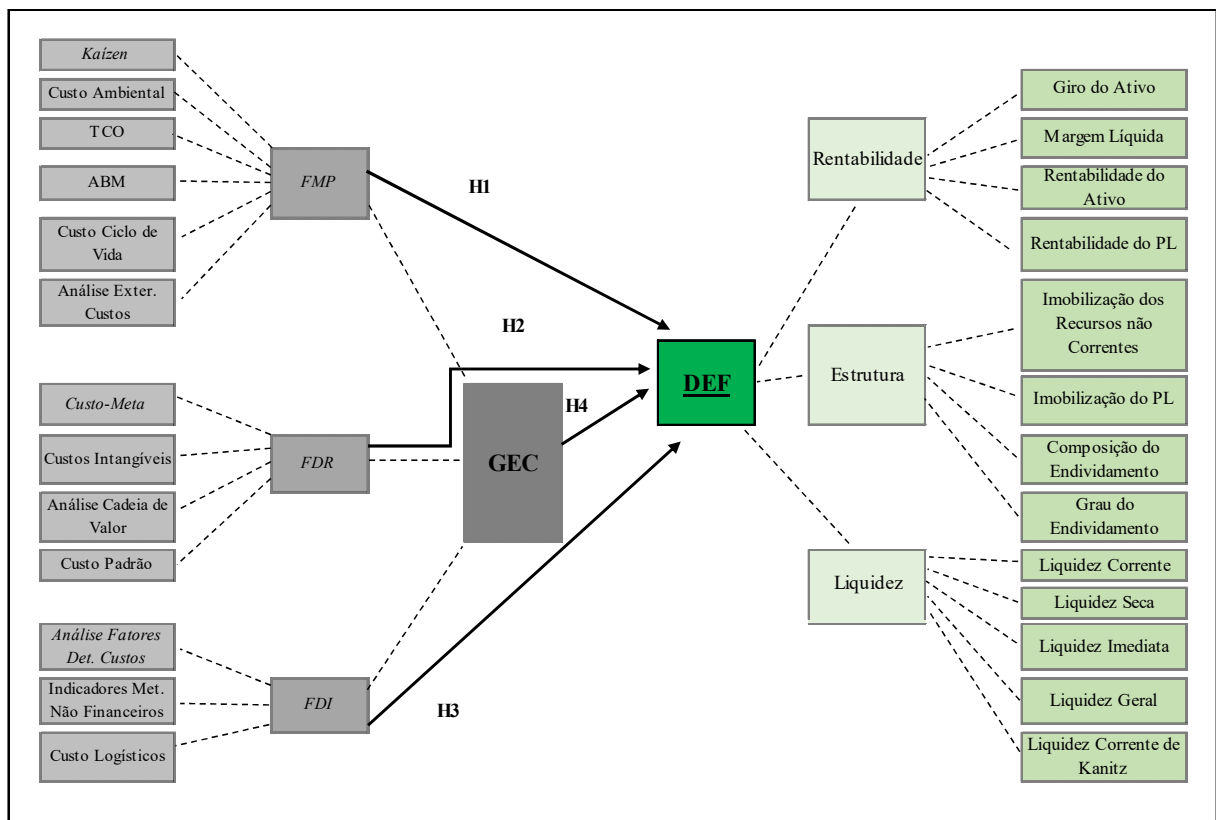 Kaízen
Custo Ambiental
TCO
ABM
Custo Ciclo de
Vida
Análise Exter.
Custos
FMP
H1
Custo-Meta
Custos Intangíveis
Análise Cadeia de
Valor
Custo Padrão
FDR
H2
GEC
H4
Análise Fatores
Det. Custos
Indicadores Met.
Não Financeiros
Custo Logísticos
FDI
H3
DEF
Rentabilidade
Giro do Ativo
Margem Líquida
Rentabilidade do
Ativo
Rentabilidade do PL
Estrutura
Imobilização dos
Recursos não
Correntes
Imobilização do PL
Composição do
Endividamento
Grau do
Endividamento
Liquidez
Liquidez Corrente
Liquidez Seca
Liquidez Imediata
Liquidez Geral
Liquidez Corrente de
Kanitz